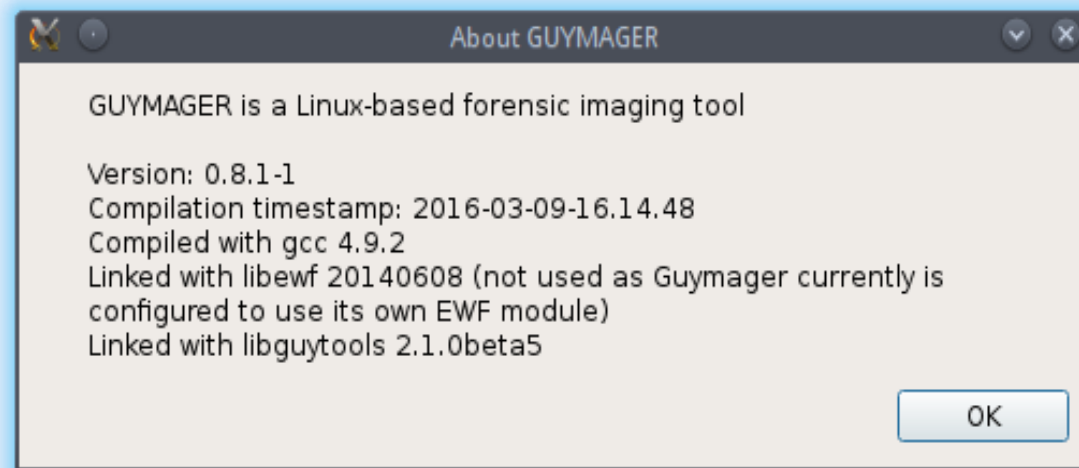 About GUYMAGER
GUYMAGER is a Linux-based forensic imaging tool
Version: 0.8.1-1
Compilation timestamp: 2016-03-09-16.14.48
Compiled with gcc 4.9.2
Linked with libewf 20140608 (not used as Guymager currently is
configured to use its own EWF module)
Linked with libguytools 2.1.0beta5
OK